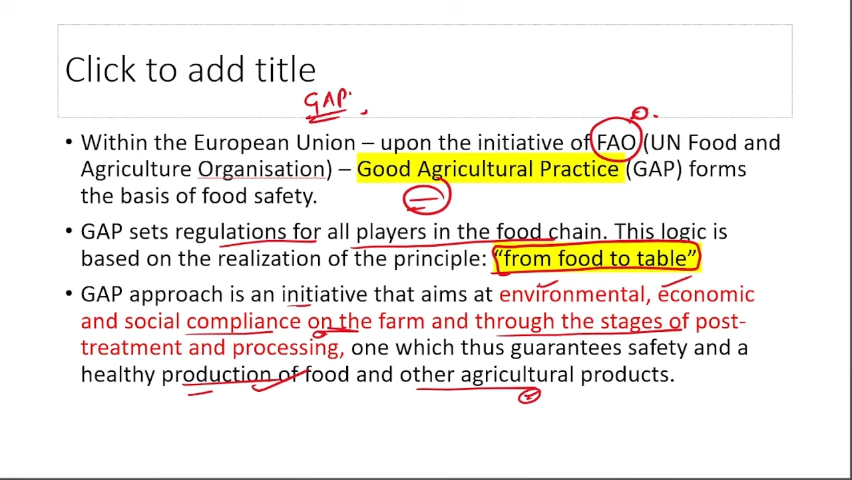 Click to add title
GAP.
• Within the European Union – upon the initiative of FAO (UN Food and
Agriculture Organisation) – Good Agricultural Practice (GAP) forms
the basis of food safety.
• GAP sets regulations for all players in the food chain. This logic is
based on the realization of the principle: “from food to table”
• GAP approach is an initiative that aims at environmental, economic
and social compliance on the farm and through the stages of post-
treatment and processing, one which thus guarantees safety and a
healthy production of food and other agricultural products.